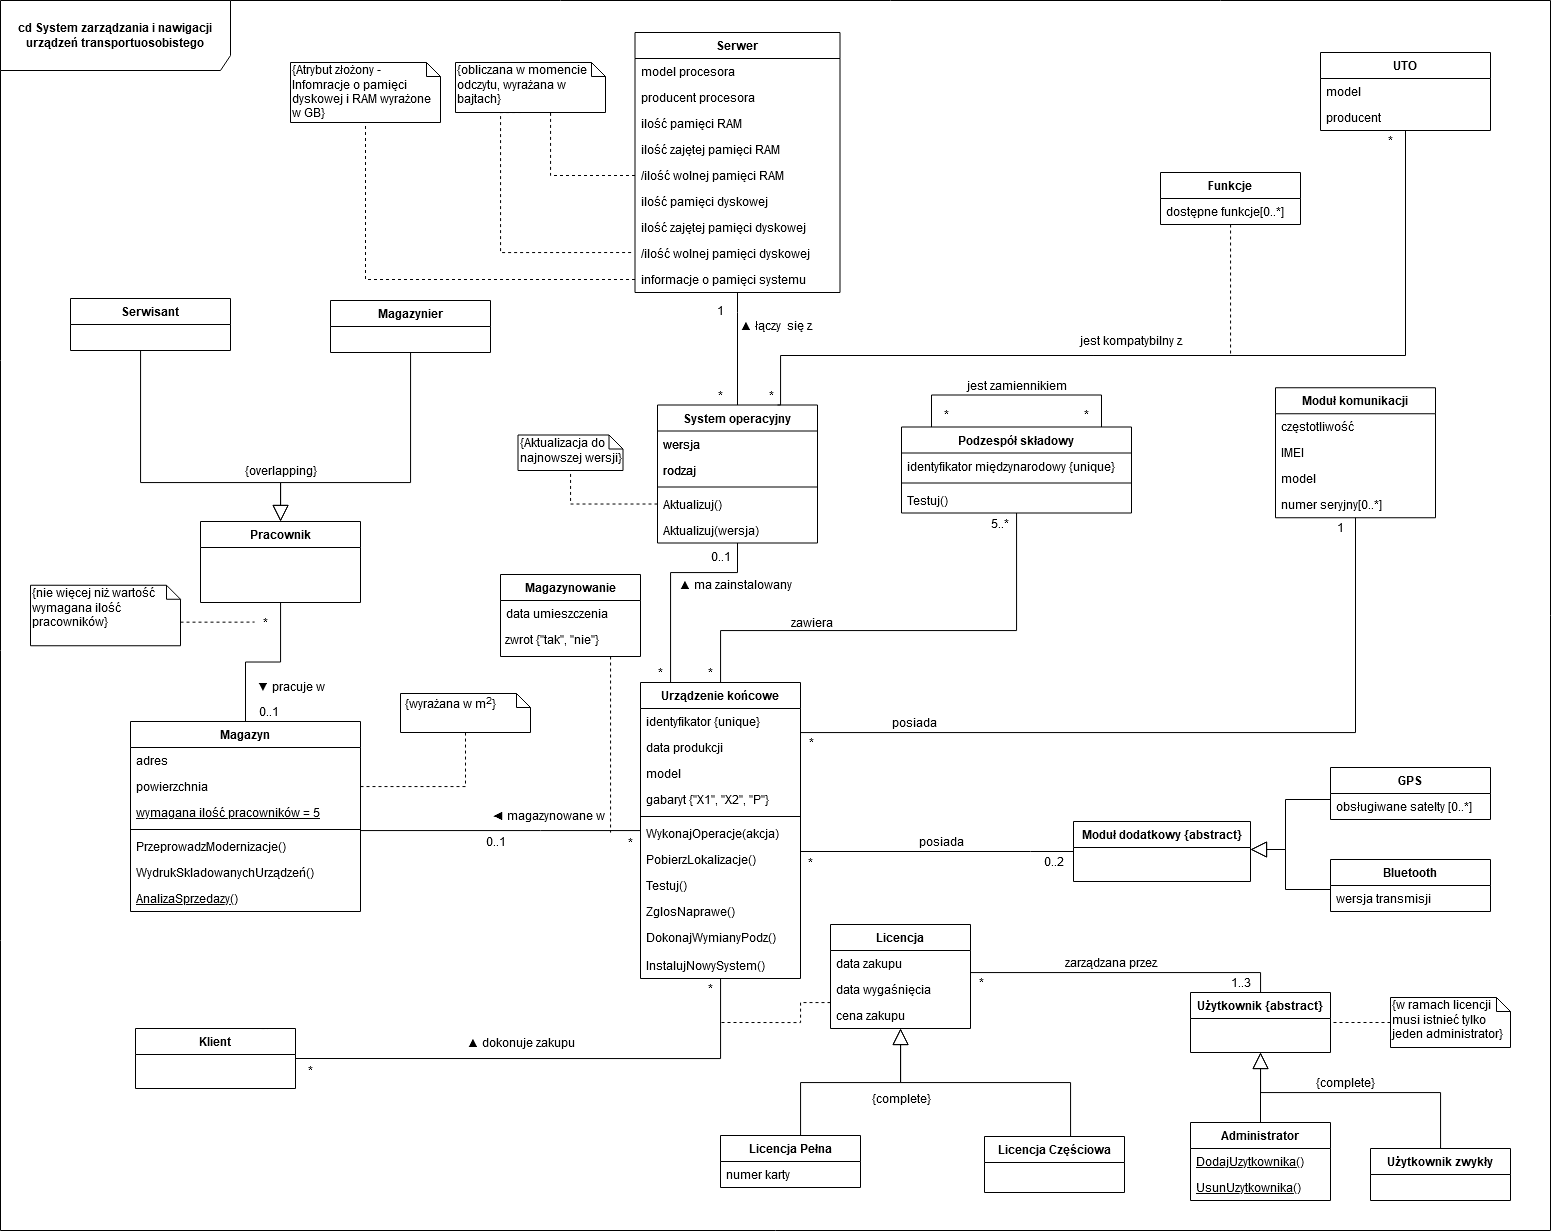 cd System zarządzania i nawigacji
urządzeń transportuosobistego
{Atrybut złożony -
Infomracje o pamięci
dyskowej i RAM wyrażone
w GB}
{obliczana w momencie
odczytu, wyrażana w
bajtach}
Serwer
model procesora
producent procesora
ilość pamięci RAM
ilość zajętej pamięci RAM
/ilość wolnej pamięci RAM
ilość pamięci dyskowej
ilość zajętej pamięci dyskowej
/ilość wolnej pamięci dyskowej
informacje o pamięci systemu
UTO
model
producent
*
Funkcje
dostępne funkcje[0..*]
Serwisant
Magazynier
1
▲ łączy się z
jest kompatybilny z
*
*
{overlapping}
Pracownik
{Aktualizacja do
najnowszej wersji}
System operacyjny
wersja
rodzaj
Aktualizuj()
Aktualizuj(wersja)
jest zamiennikiem
*
*
Podzespół składowy
identyfikator międzynarodowy {unique}
Testuj()
5..*
Moduł komunikacji
częstotliwość
IMEI
model
numer seryjny[0..*]
1
{nie więcej niż wartość
wymagana ilość
pracowników}
*
▼ pracuje w
0..1
Magazynowanie
data umieszczenia
zwrot {"tak", "nie"}
0..1
▲ ma zainstalowany
zawiera
*
*
{wyrażana w m2}
Magazyn
adres
powierzchnia
wymagana ilość pracowników = 5
PrzeprowadzModernizacje()
WydrukSkładowanychUrządzeń()
AnalizaSprzedazy()
◄ magazynowane w
0..1
*
Urządzenie końcowe
identyfikator {unique}
data produkcji
model
gabaryt {"X1", "X2", "P"}
WykonajOperacje(akcja)
PobierzLokalizacje()
Testuj()
ZglosNaprawe()
DokonajWymianyPodz()
InstalujNowySystem()
posiada
*
posiada
*
0..2
Moduł dodatkowy {abstract}
GPS
obsługiwane satelty [0..*]
Bluetooth
wersja transmisji
Licencja
data zakupu
data wygaśnięcia
cena zakupu
zarządzana przez
*
1..3
Użytkownik {abstract}
{w ramach licencji
musi istnieć tylko
jeden administrator}
*
Klient
▲ dokonuje zakupu
*
{complete}
{complete}
Licencja Pełna
numer karty
Licencja Częściowa
Administrator
DodajUzytkownika()
UsunUzytkownika()
Użytkownik zwykły